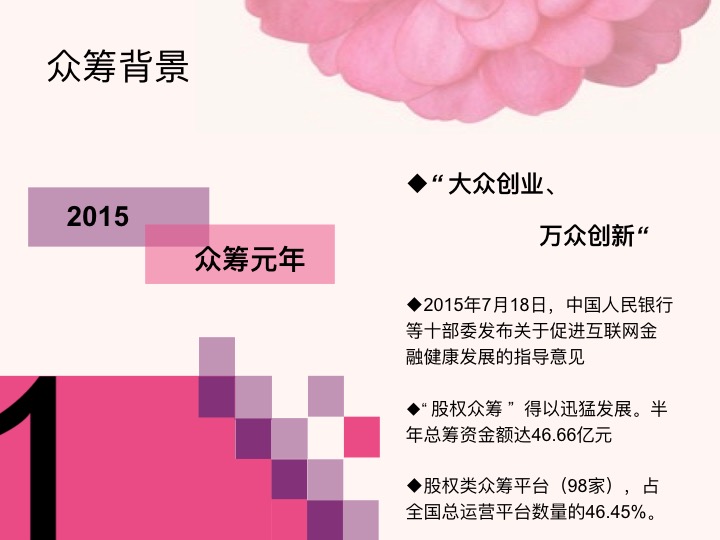 众筹背景
2015
众筹元年
1
◆“大众创业、
万众创新“
◆2015年7月18日，中国人民银行
等十部委发布关于促进互联网金
融健康发展的指导意见
◆“股权众筹 ”得以迅猛发展。半
年总筹资金额达46.66亿元
◆股权类众筹平台（98家），占
全国总运营平台数量的46.45%。